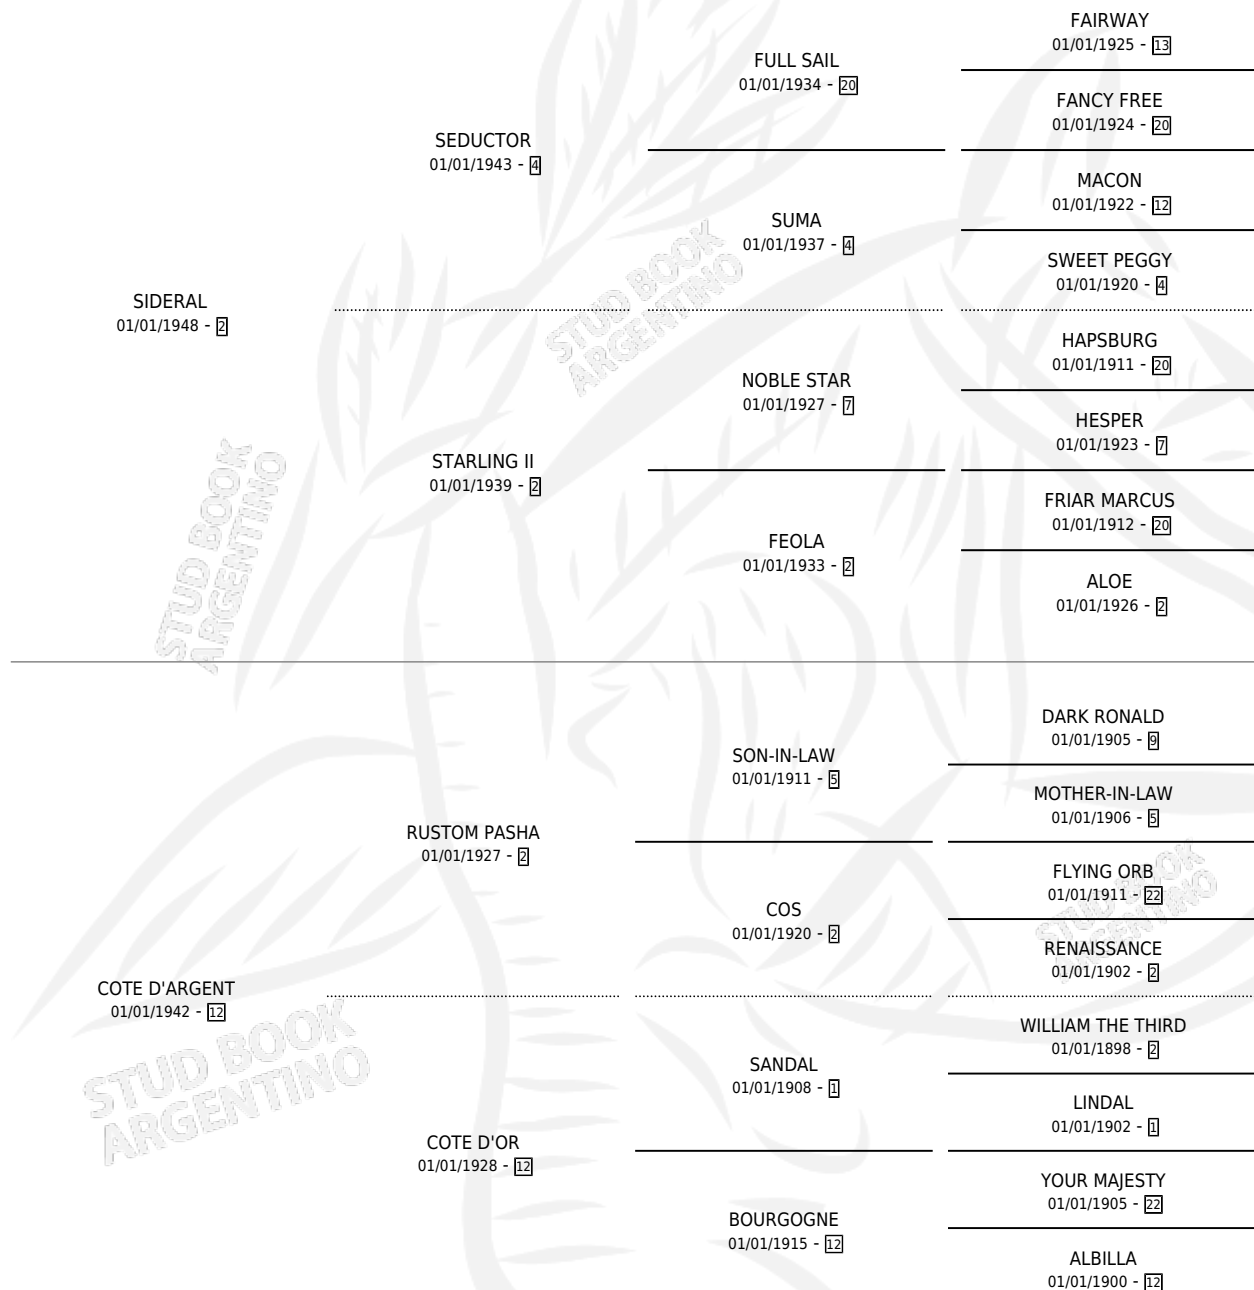 FAIRWAY
01/01/1925 - 13
FULL SAIL
01/01/1934 - 20
FANCY FREE
01/01/1924 - 20
SEDUCTOR
01/01/1943 - 4
MACON
01/01/1922 - 12
SUMA
01/01/1937 - 4
SWEET PEGGY
01/01/1920 - 4
SIDERAL
01/01/1948 - 2
STUD BOOK
ARGENTINO
HAPSBURG
01/01/1911 - 20
NOBLE STAR
01/01/1927 - 7
HESPER
01/01/1923 - 7
STARLING II
01/01/1939 - 2
FRIAR MARCUS
01/01/1912 - 20
FEOLA
01/01/1933 - 2
ALOE
01/01/1926 - 2
STUD BOOK
ARGENTINO
DARK RONALD
01/01/1905 - 9
SON-IN-LAW
01/01/1911 - 5
MOTHER-IN-LAW
01/01/1906 - 5
RUSTOM PASHA
01/01/1927 - 2
FLYING ORB
01/01/1911 - 22
COS
01/01/1920 - 2
RENAISSANCE
01/01/1902 - 2
STUD BOOK
ARGENTINO
COTE D'ARGENT
01/01/1942 - 12
WILLIAM THE THIRD
01/01/1898 - 2
SANDAL
01/01/1908 - 1
LINDAL
01/01/1902 - 1
STUD BOOK
ARGENTINO
COTE D'OR
01/01/1928 - 12
YOUR MAJESTY
01/01/1905 - 22
BOURGOGNE
01/01/1915 - 12
ALBILLA
01/01/1900 - 12